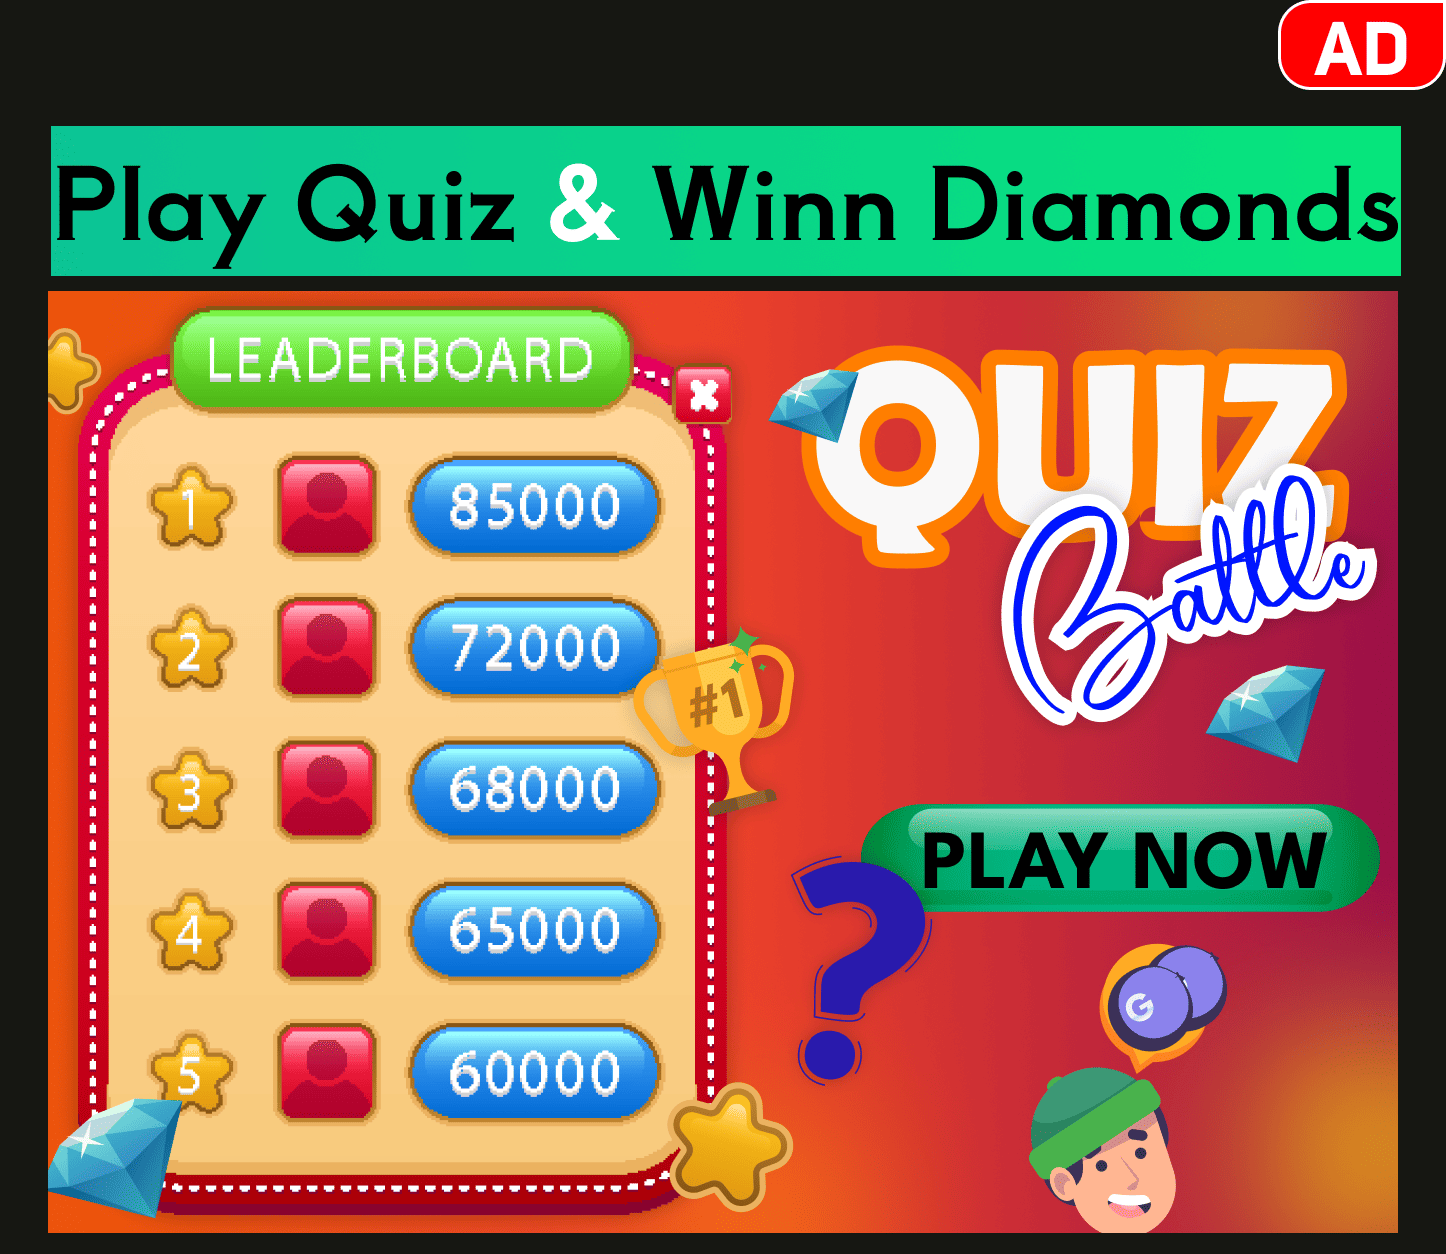 AD
Play Quiz & Winn Diamonds
LEADERBOARD
1 85000
2 72000
3 68000
4 65000
5 60000
#1
QUIZ
Battle
PLAY NOW
?
G